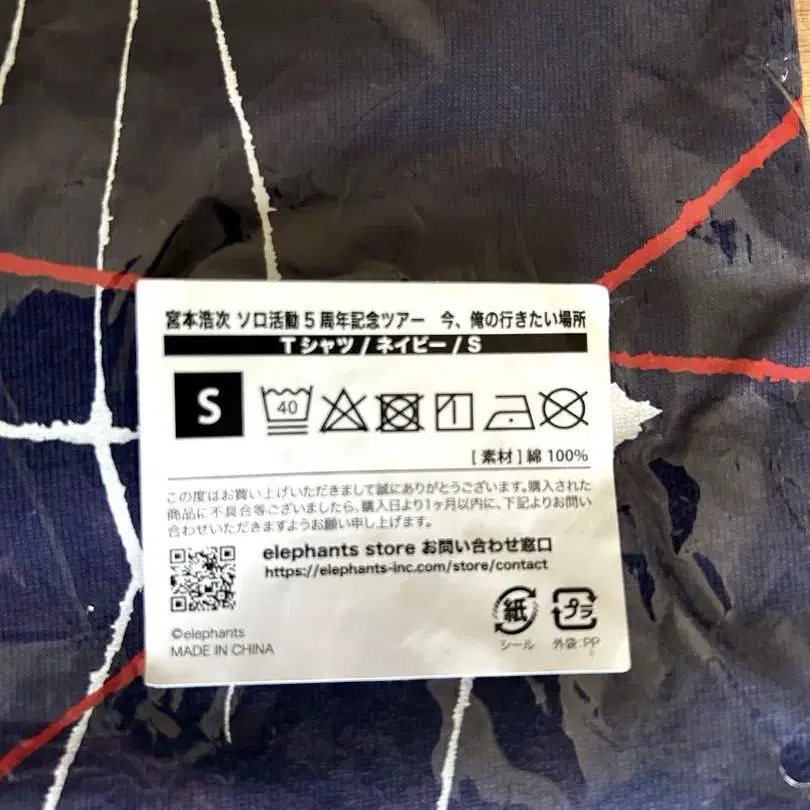 宮本浩次 ソロ活動5周年記念ツアー 今、俺の行きたい場所
Tシャツ / ネイビー / S
S
40
[ 素材 ] 綿 100%
この度はお買い上げいただきまして誠にありがとうございます。購入された
商品に不具合等ございましたら、購入日より1ヶ月以内に、下記よりお問い
合わせいただきますようお願い申し上げます。
elephants store お問い合わせ窓口
https://elephants-inc.com/store/contact
紙
プラ
シール
外袋:PP
©elephants
MADE IN CHINA